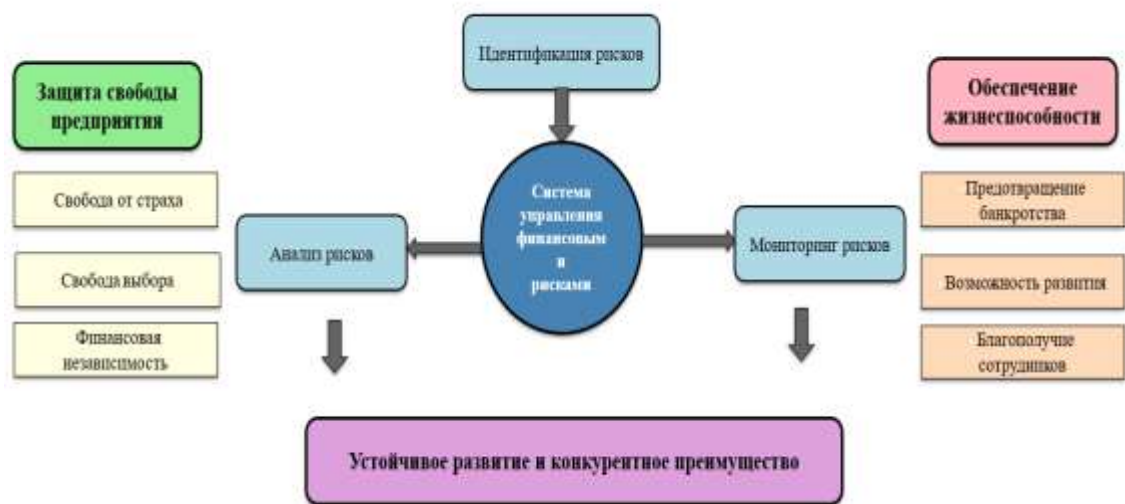 Идентификация рисков
Защита свободы
предприятия
Обеспечение
жизнеспособности
Свобода от страха
Свобода выбора
Финансовая
независимость
Анализ рисков
Система
управления
финансовым
и
рисками
Мониторинг рисков
Предотвращение
банкротства
Возможность развития
Благополучие
сотрудников
Устойчивое развитие и конкурентное преимущество